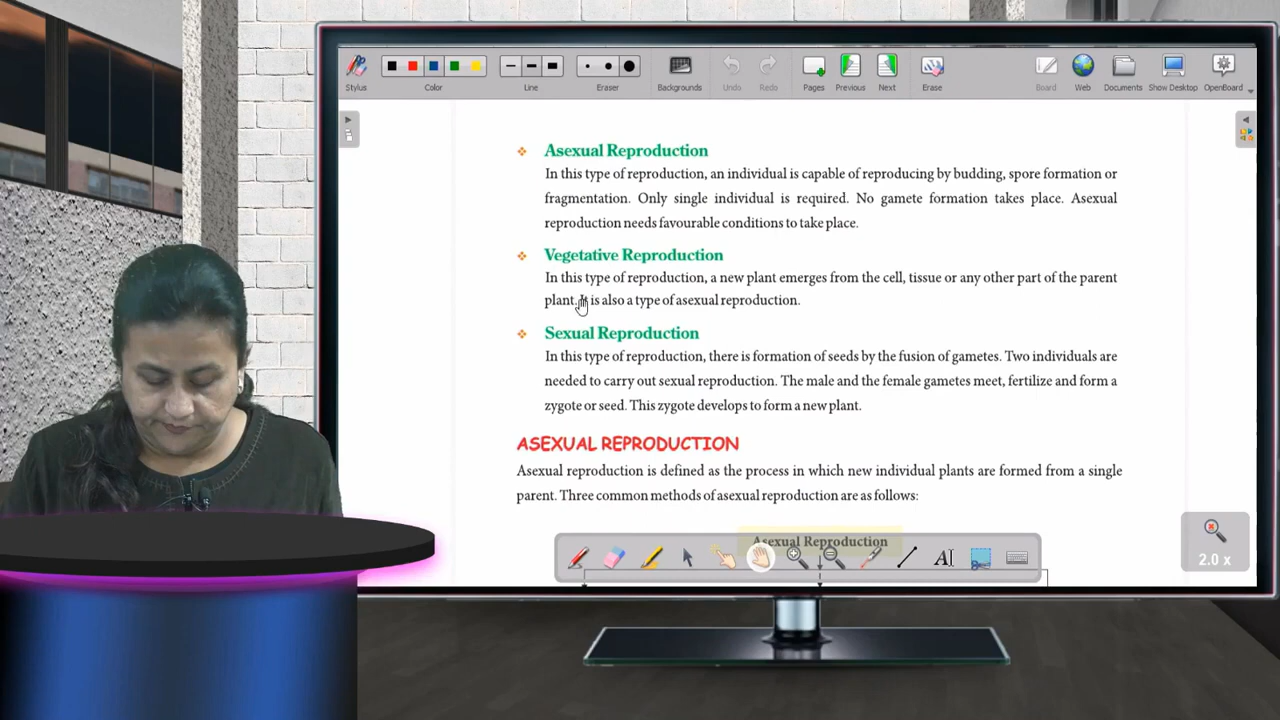 Stylus Color Line Eraser Backgrounds Undo Redo Pages Previous Next Erase Board Web Documents Show Desktop OpenBoard
Asexual Reproduction
In this type of reproduction, an individual is capable of reproducing by budding, spore formation or
fragmentation. Only single individual is required. No gamete formation takes place. Asexual
reproduction needs favourable conditions to take place.
Vegetative Reproduction
In this type of reproduction, a new plant emerges from the cell, tissue or any other part of the parent
plant. is also a type of asexual reproduction.
Sexual Reproduction
In this type of reproduction, there is formation of seeds by the fusion of gametes. Two individuals are
needed to carry out sexual reproduction. The male and the female gametes meet, fertilize and form a
zygote or seed. This zygote develops to form a new plant.
ASEXUAL REPRODUCTION
Asexual reproduction is defined as the process in which new individual plants are formed from a single
parent. Three common methods of asexual reproduction are as follows:
Asexual Reproduction
AI
2.0 x